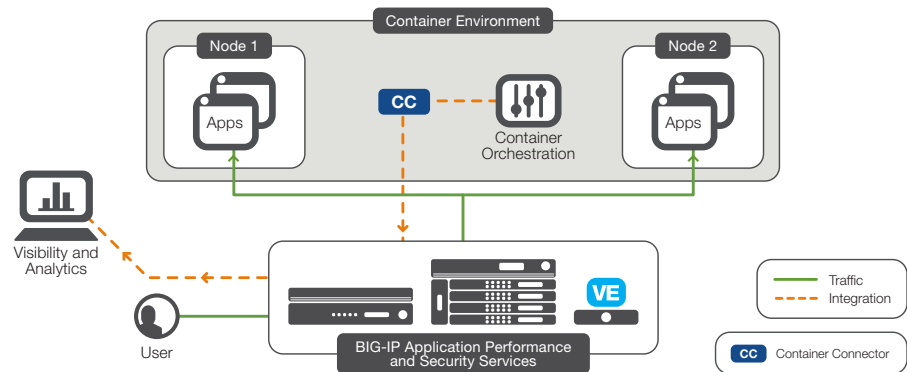 Container Environment
Node 1
Node 2
Apps
CC
Container
Orchestration
Apps
Visibility and
Analytics
User
VE
BIG-IP Application Performance
and Security Services
Traffic
Integration
CC Container Connector